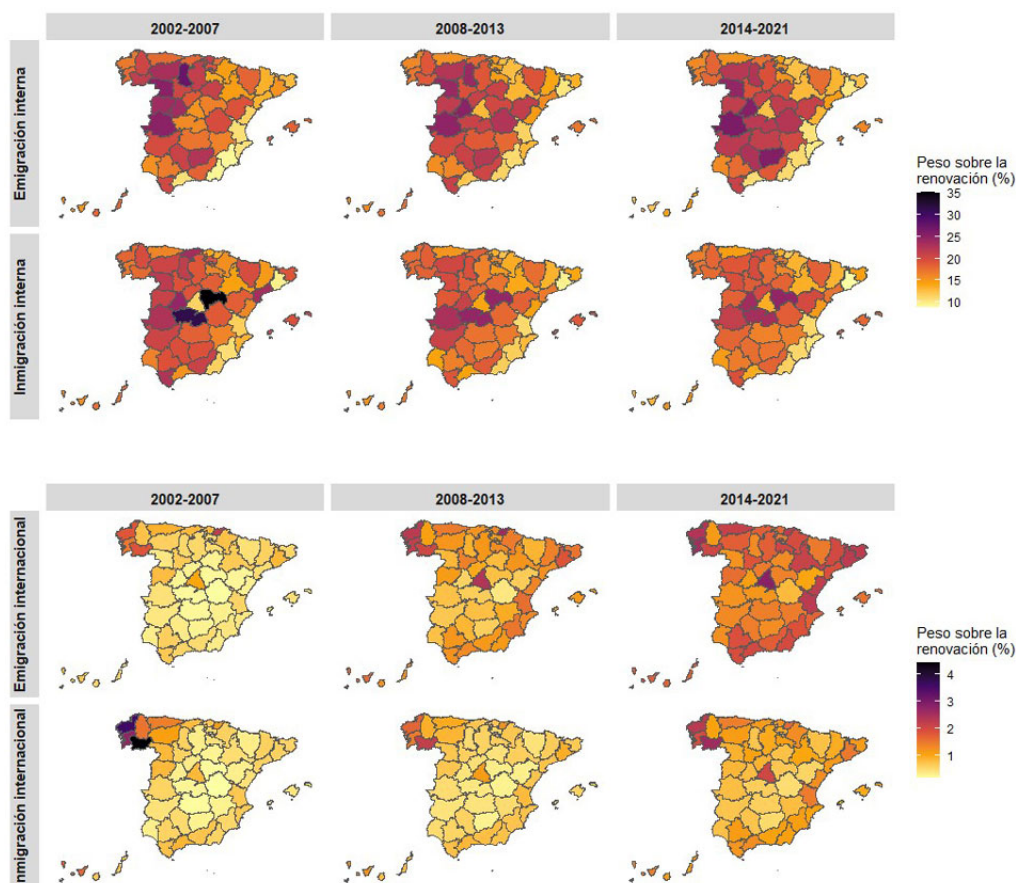 2002-2007
2008-2013
2014-2021
Emigración interna
Inmigración interna
Peso sobre la
renovación (%)
35
30
25
20
15
10
2002-2007
2008-2013
2014-2021
Emigración internacional
nmigración internacional
Peso sobre la
renovación (%)
4
3
2
1